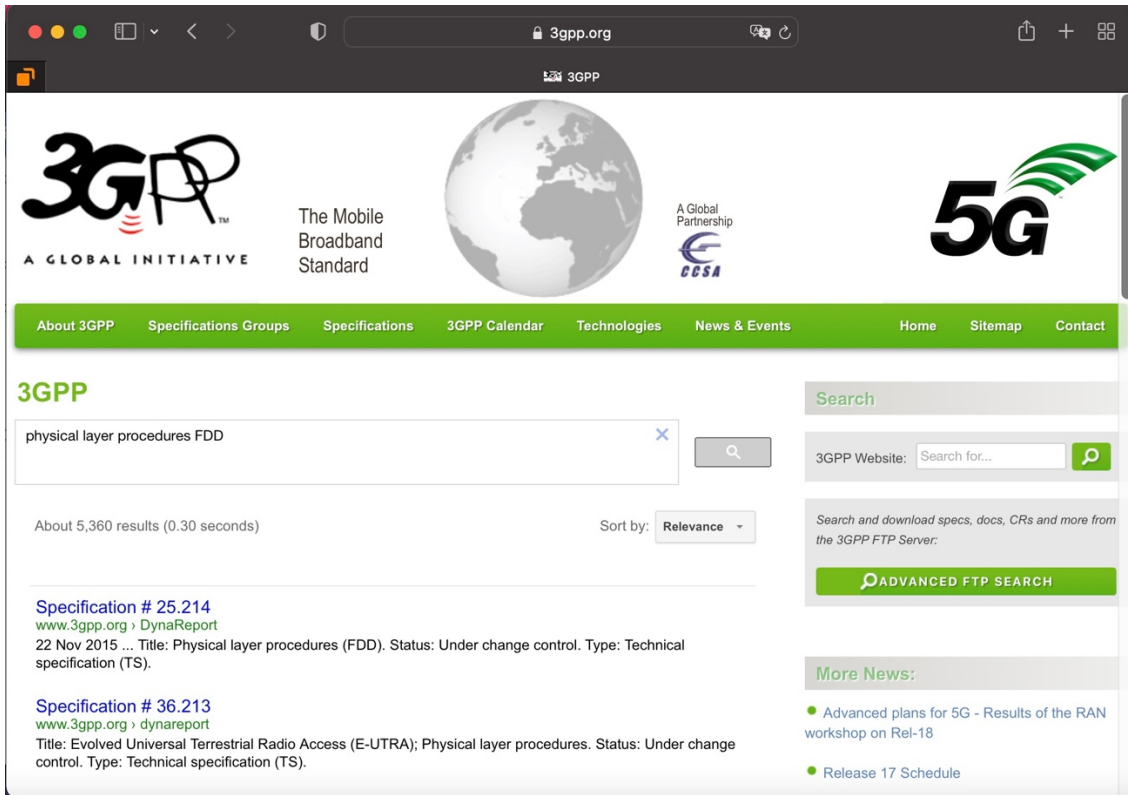 3gpp.org
3GPP
3GPP™
A GLOBAL INITIATIVE
The Mobile
Broadband
Standard
A Global
Partnership
CCSA
5G
About 3GPP Specifications Groups Specifications 3GPP Calendar Technologies News & Events Home Sitemap Contact
3GPP
physical layer procedures FDD
About 5,360 results (0.30 seconds) Sort by: Relevance
Specification # 25.214
www.3gpp.org › DynaReport
22 Nov 2015 ... Title: Physical layer procedures (FDD). Status: Under change control. Type: Technical
specification (TS).
Specification # 36.213
www.3gpp.org › dynareport
Title: Evolved Universal Terrestrial Radio Access (E-UTRA); Physical layer procedures. Status: Under change
control. Type: Technical specification (TS).
Search
3GPP Website: Search for...
Search and download specs, docs, CRs and more from
the 3GPP FTP Server:
ADVANCED FTP SEARCH
More News:
Advanced plans for 5G - Results of the RAN
workshop on Rel-18
Release 17 Schedule